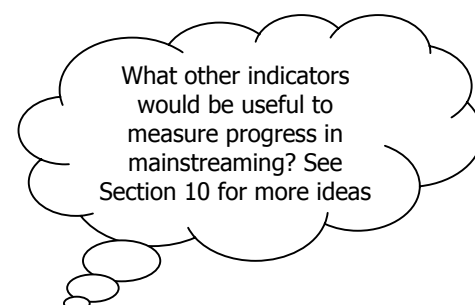 What other indicators
would be useful to
measure progress in
mainstreaming? See
Section 10 for more ideas